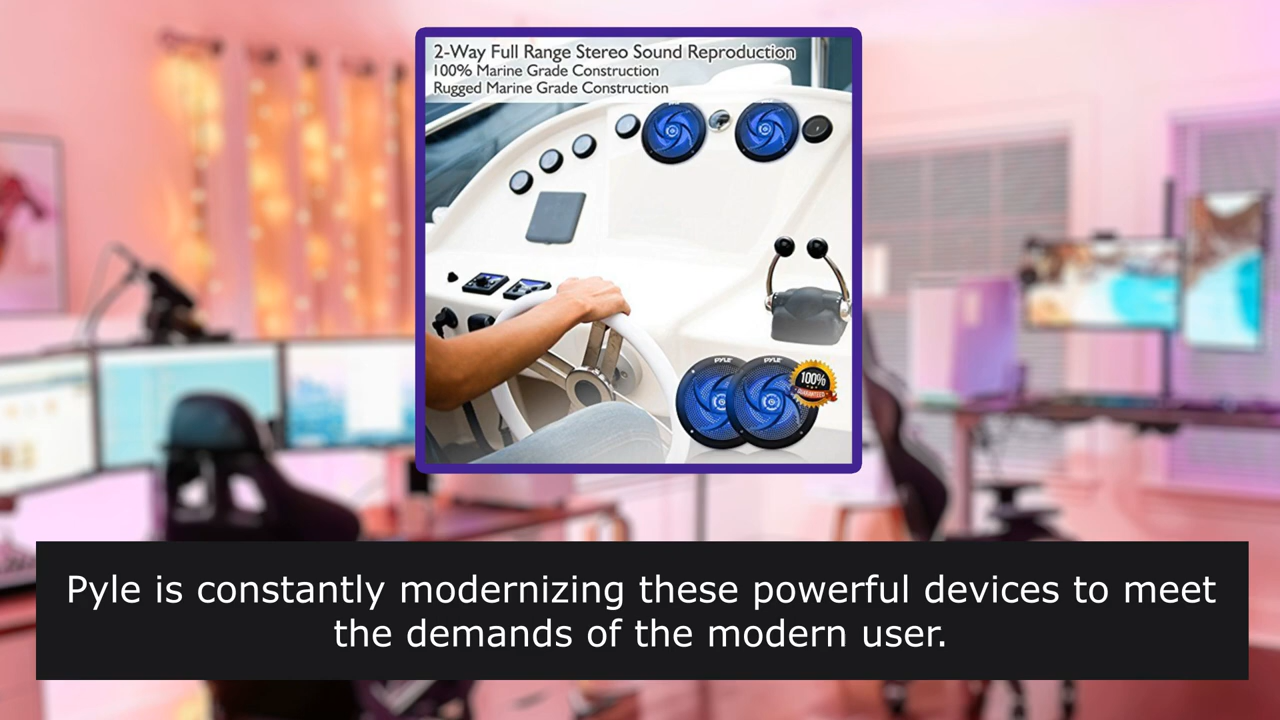 2-Way Full Range Stereo Sound Reproduction
100% Marine Grade Construction
Rugged Marine Grade Construction
PYLE
PYLE
100%
GUARANTEED
Pyle is constantly modernizing these powerful devices to meet
the demands of the modern user.